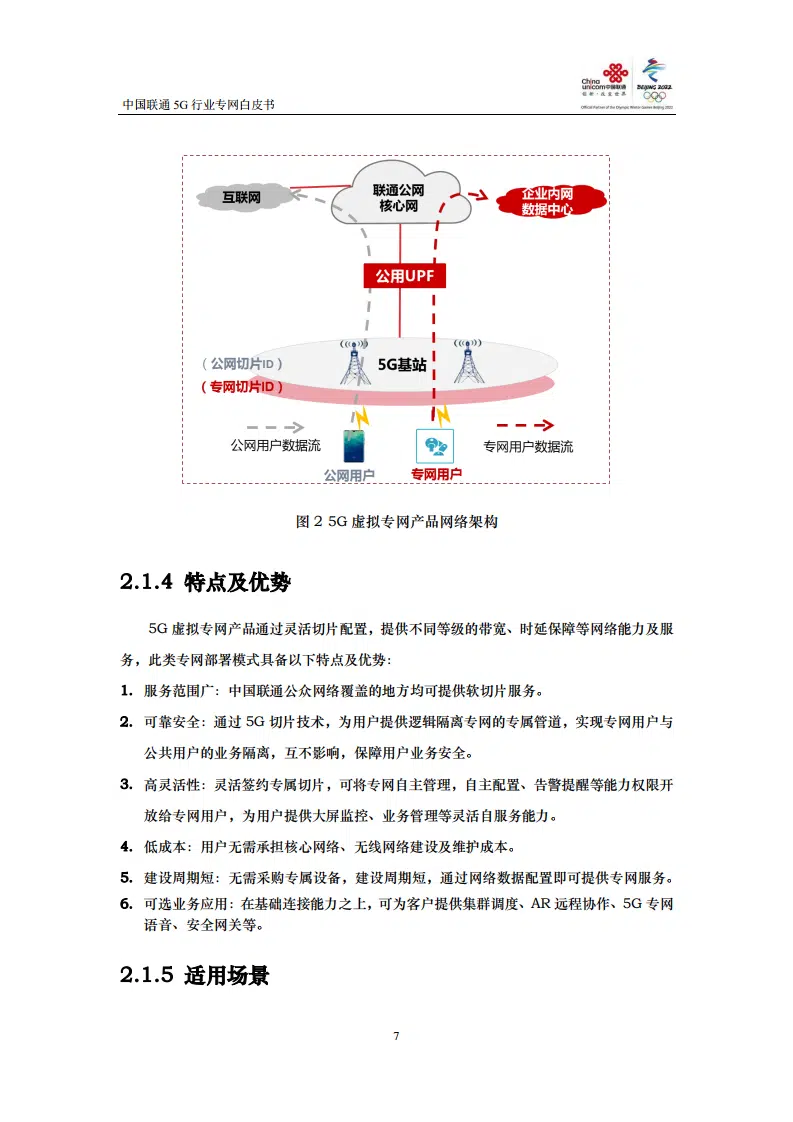 中国联通 5G 行业专网白皮书
China
unicom中国联通
创新·改变世界
BEIJING 2022
Official Partner of the Olympic Winter Games Beijing 2022
互联网
联通公网
核心网
企业内网
数据中心
公用UPF
5G基站
（公网切片ID）
（专网切片ID）
公网用户数据流
专网用户数据流
公网用户
专网用户
图 2 5G 虚拟专网产品网络架构
2.1.4 特点及优势
5G 虚拟专网产品通过灵活切片配置，提供不同等级的带宽、时延保障等网络能力及服
务，此类专网部署模式具备以下特点及优势：
1. 服务范围广：中国联通公众网络覆盖的地方均可提供软切片服务。
2. 可靠安全：通过 5G 切片技术，为用户提供逻辑隔离专网的专属管道，实现专网用户与
公共用户的业务隔离，互不影响，保障用户业务安全。
3. 高灵活性：灵活签约专属切片，可将专网自主管理，自主配置、告警提醒等能力权限开
放给专网用户，为用户提供大屏监控、业务管理等灵活自服务能力。
4. 低成本：用户无需承担核心网络、无线网络建设及维护成本。
5. 建设周期短：无需采购专属设备，建设周期短，通过网络数据配置即可提供专网服务。
6. 可选业务应用：在基础连接能力之上，可为客户提供集群调度、AR 远程协作、5G 专网
语音、安全网关等。
2.1.5 适用场景
7